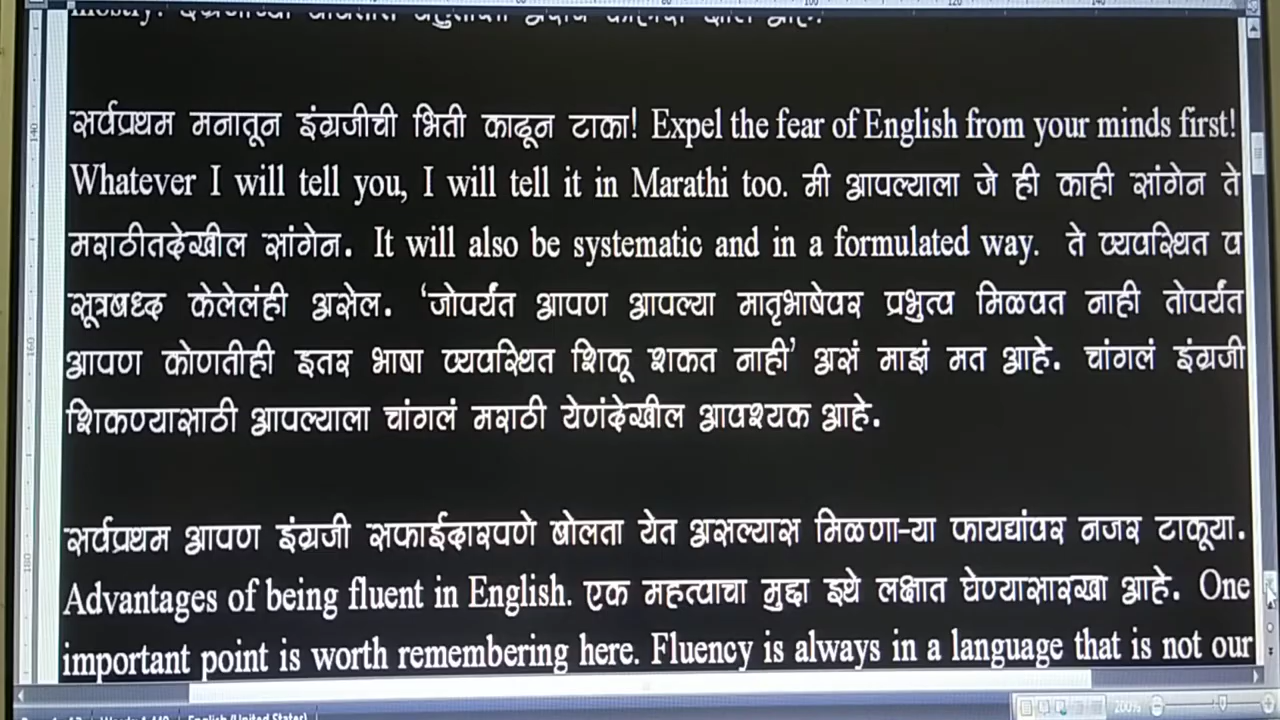 सर्वप्रथम मनातून इंग्रजीची भिती काढून टाका! Expel the fear of English from your minds first!
Whatever I will tell you, I will tell it in Marathi too. मी आपल्याला जे ही काही सांगेन ते
मराठीतदेखील सांगेन. It will also be systematic and in a formulated way. ते व्यवस्थित व
सूत्रबध्द केलेलंही असेल. ‘जोपर्यंत आपण आपल्या मातृभाषेवर प्रभुत्व मिळवत नाही तोपर्यंत
आपण कोणतीही इतर भाषा व्यवस्थित शिकू शकत नाही’ असं माझं मत आहे. चांगलं इंग्रजी
शिकण्यासाठी आपल्याला चांगलं मराठी येणंदेखील आवश्यक आहे.
सर्वप्रथम आपण इंग्रजी सफाईदारपणे बोलता येत असल्यास मिळणा-या फायद्यांवर नजर टाकूया.
Advantages of being fluent in English. एक महत्वाचा मुद्दा इथे लक्षात घेण्यासारखा आहे. One
important point is worth remembering here. Fluency is always in a language that is not our
English (United States)
200%